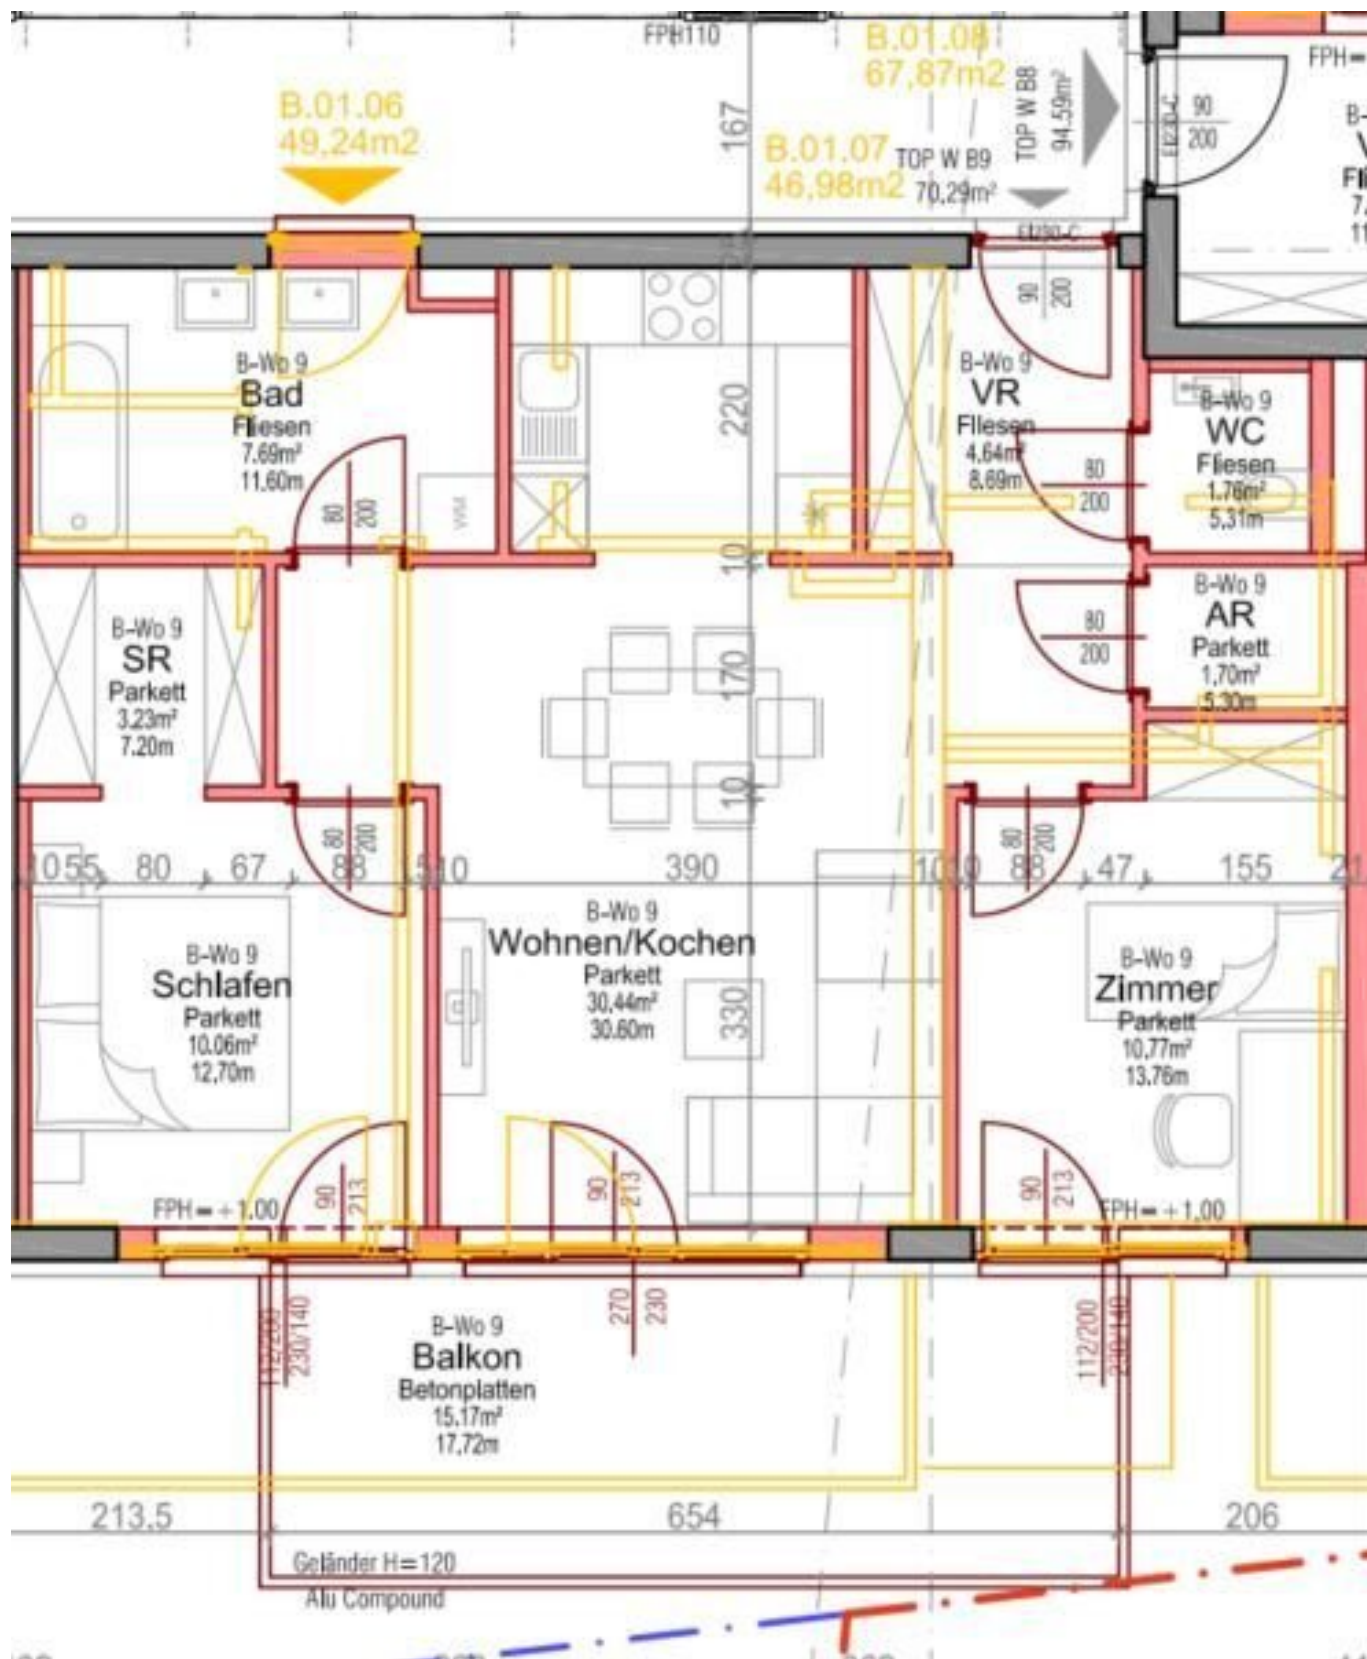 FPH110
B.01.08
67,87m2
FPH=
B.01.06
49,24m2
167
TOP W B8
94.59m²
EI230-C
90
200
B.01.07
46,98m2
TOP W B9
70.29m²
EI230-C
90
200
B-Wo 9
Bad
Fliesen
7.69m²
11.60m
80
200
WM
220
B-Wo 9
VR
Fliesen
4,64m²
8.69m
80
200
B-Wo 9
WC
Fliesen
1.76m²
5.31m
10
B-Wo 9
SR
Parkett
3.23m²
7.20m
170
80
200
B-Wo 9
AR
Parkett
1,70m²
5.30m
10
80
200
80
200
80
67
88
390
88
47
155
B-Wo 9
Schlafen
Parkett
10.06m²
12,70m
B-Wo 9
Wohnen/Kochen
Parkett
30,44m²
30.60m
330
B-Wo 9
Zimmer
Parkett
10,77m²
13.76m
FPH=+1.00
90
213
90
213
90
213
FPH=+1,00
112/200
230/140
270
230
112/200
230/140
B-Wo 9
Balkon
Betonplatten
15.17m²
17,72m
213,5
654
206
Geländer H=120
Alu Compound